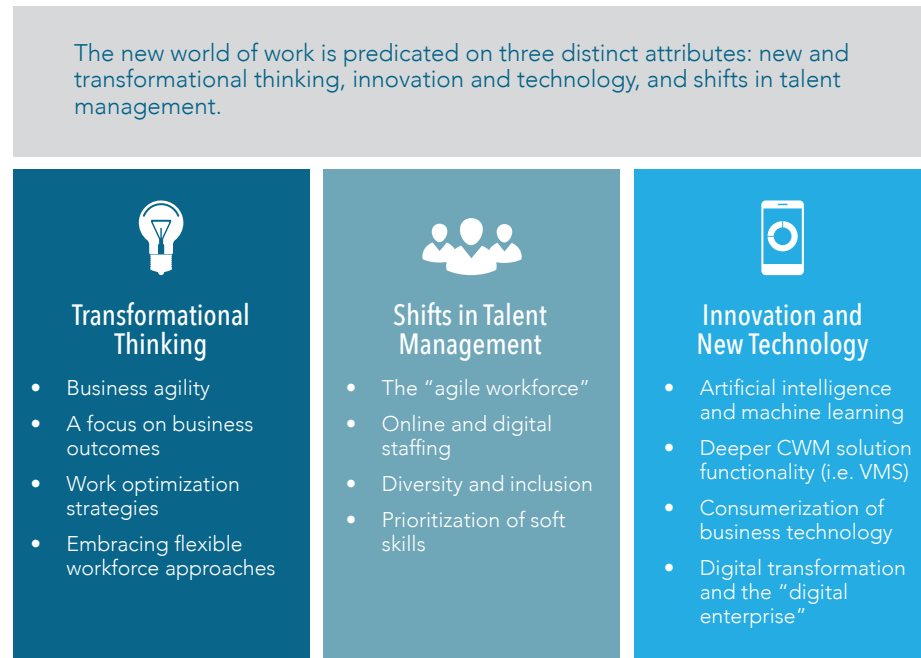 The new world of work is predicated on three distinct attributes: new and
transformational thinking, innovation and technology, and shifts in talent
management.
Transformational
Thinking
• Business agility
• A focus on business
outcomes
• Work optimization
strategies
• Embracing flexible
workforce approaches
Shifts in Talent
Management
• The “agile workforce”
• Online and digital
staffing
• Diversity and inclusion
• Prioritization of soft
skills
Innovation and
New Technology
• Artificial intelligence
and machine learning
• Deeper CWM solution
functionality (i.e. VMS)
• Consumerization of
business technology
• Digital transformation
and the “digital
enterprise”